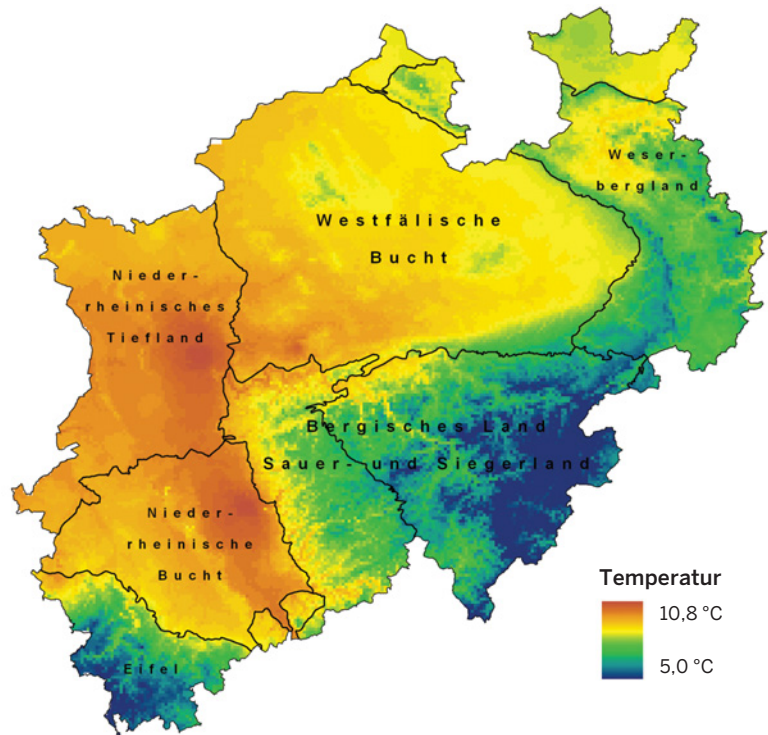 Weser-
bergland
Westfälische
Bucht
Nieder-
rheinisches
Tiefland
Bergisches Land
Sauer- und Siegerland
Nieder-
rheinische
Bucht
Eifel
Temperatur
10,8 °C
5,0 °C